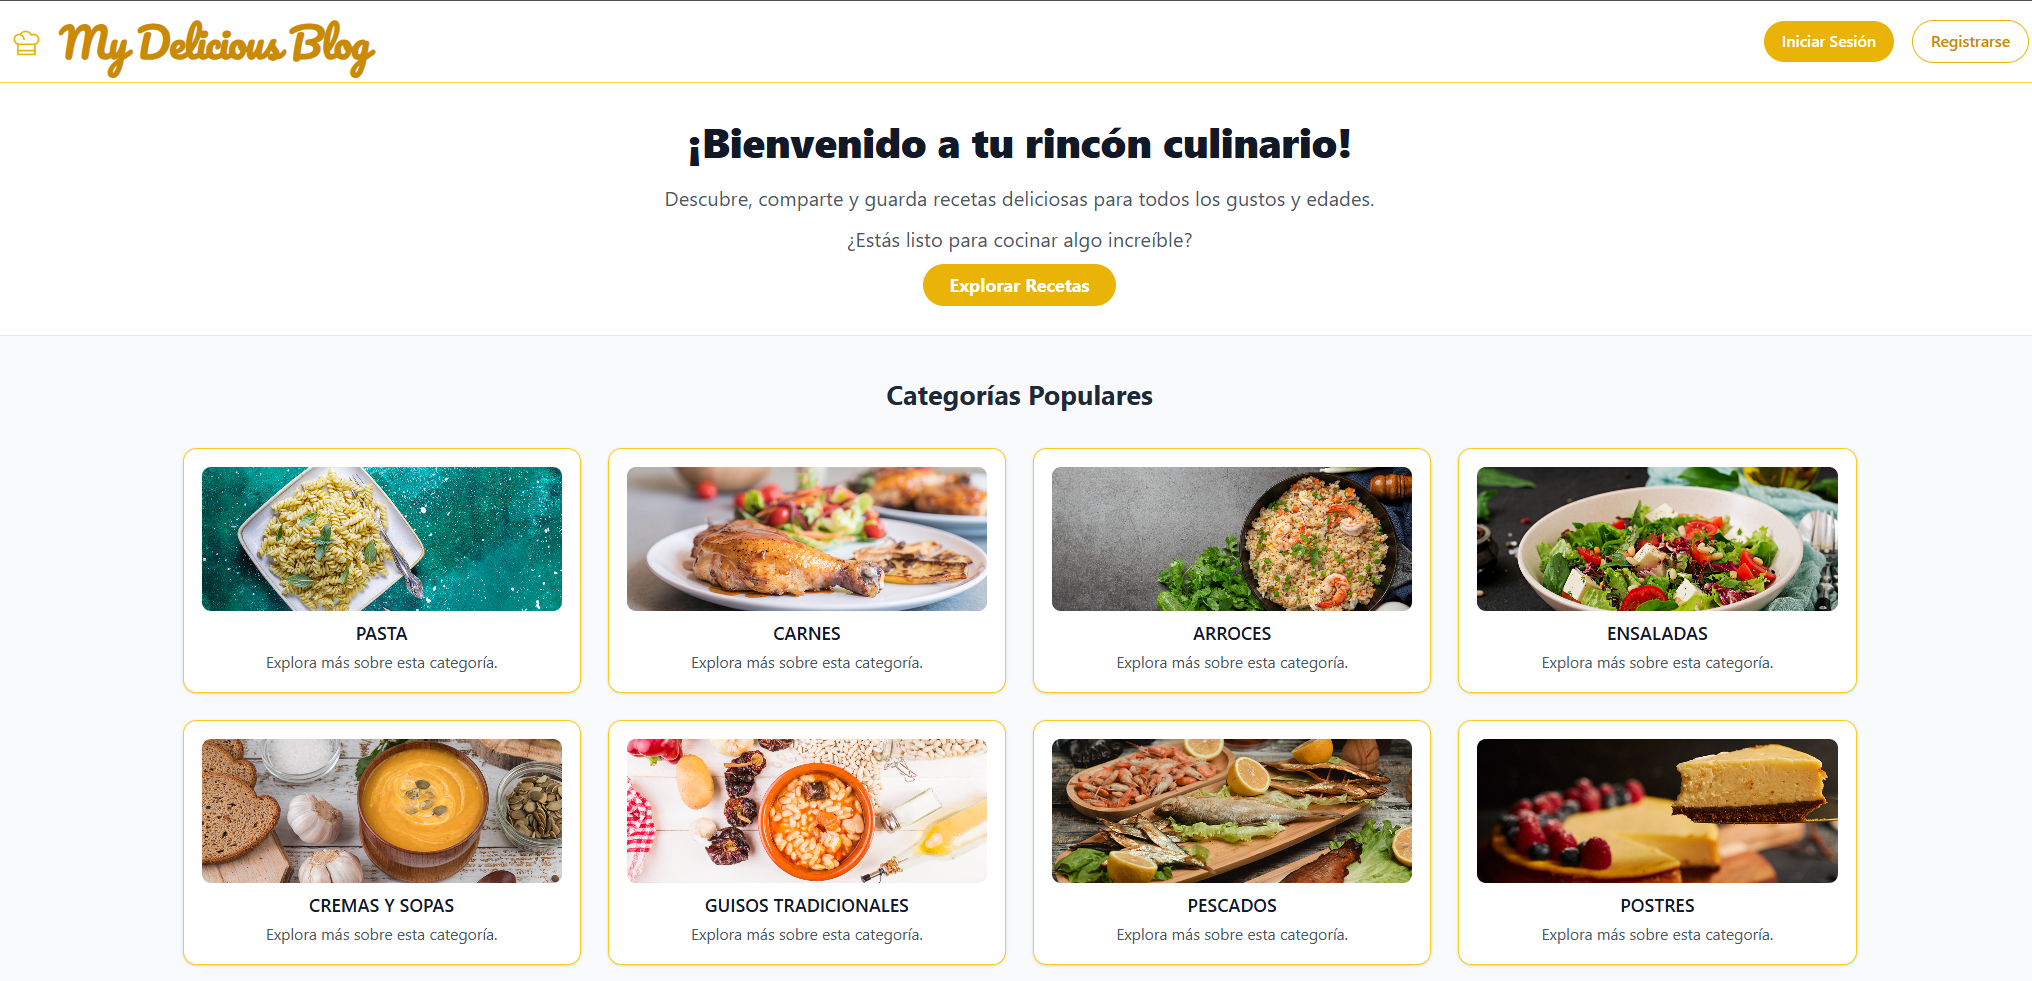 My Delicious Blog
Iniciar Sesión
Registrarse
¡Bienvenido a tu rincón culinario!
Descubre, comparte y guarda recetas deliciosas para todos los gustos y edades.
¿Estás listo para cocinar algo increíble?
Explorar Recetas
Categorías Populares
PASTA
Explora más sobre esta categoría.
CARNES
Explora más sobre esta categoría.
ARROCES
Explora más sobre esta categoría.
ENSALADAS
Explora más sobre esta categoría.
CREMAS Y SOPAS
Explora más sobre esta categoría.
GUISOS TRADICIONALES
Explora más sobre esta categoría.
PESCADOS
Explora más sobre esta categoría.
POSTRES
Explora más sobre esta categoría.